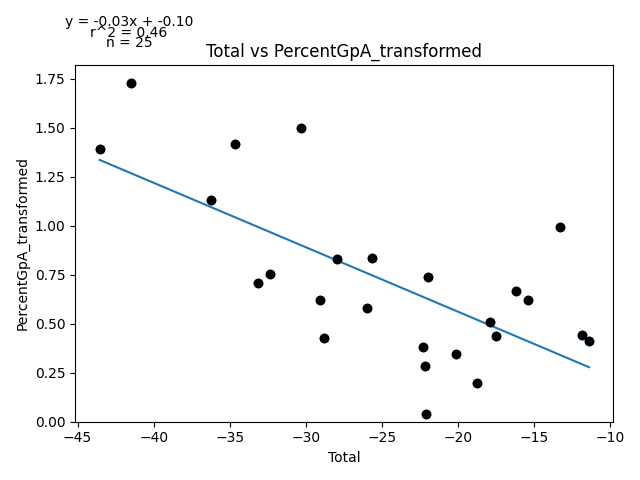 y = -0.03x + -0.10
r^2 = 0.46
n = 25
Total vs PercentGpA_transformed
PercentGpA_transformed
1.75
1.50
1.25
1.00
0.75
0.50
0.25
0.00
−45 −40 −35 −30 −25 −20 −15 −10
Total